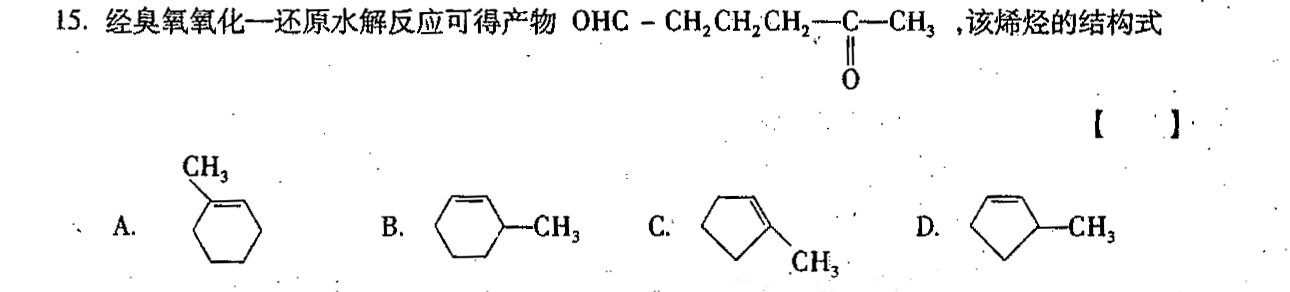 15. 经臭氧氧化—还原水解反应可得产物 OHC-CH₂CH₂CH₂-C-CH₃ ,该烯烃的结构式
O
【 】
CH₃
A. B. -CH₃ C. D. -CH₃
CH₃